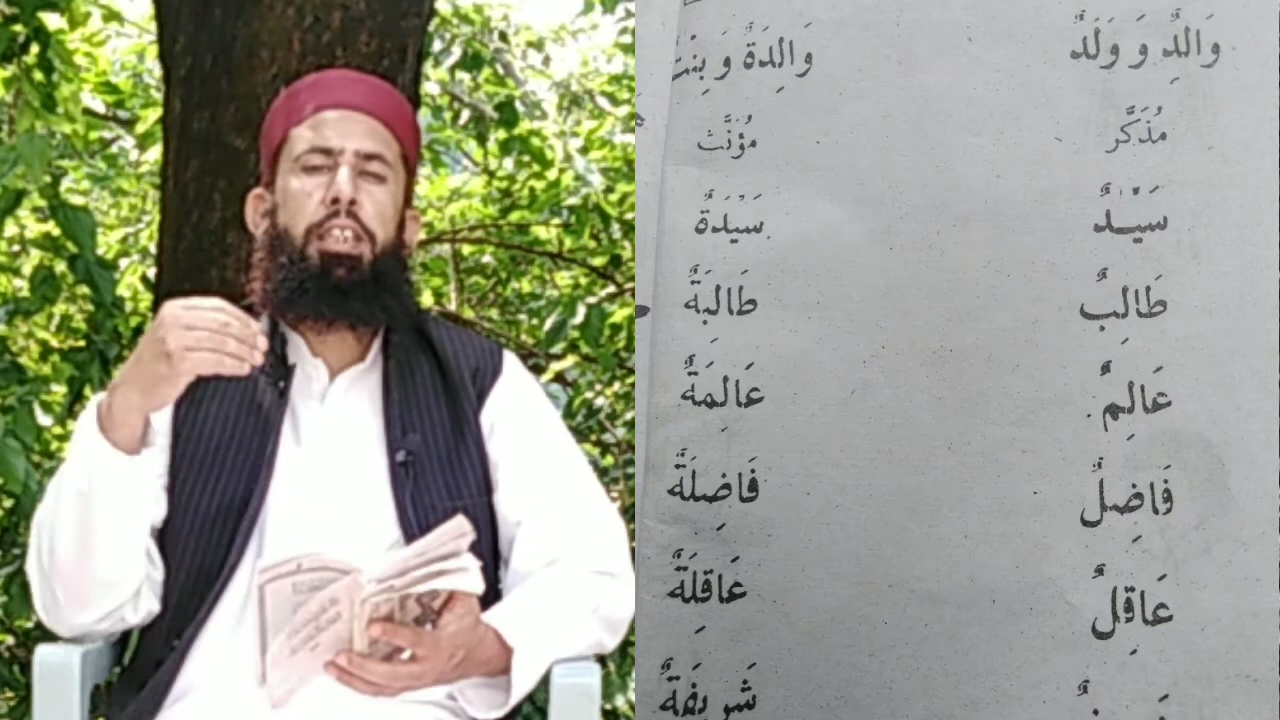 وَالِدٌ وَ وَلَدٌ وَالِدَةٌ وَ بِنْتٌ
مُذَكَّر مُؤَنَّث
سَيِّدٌ سَيِّدَةٌ
طَالِبٌ طَالِبَةٌ
عَالِمٌ عَالِمَةٌ
فَاضِلٌ فَاضِلَةٌ
عَاقِلٌ عَاقِلَةٌ
شَرِيفَةٌ